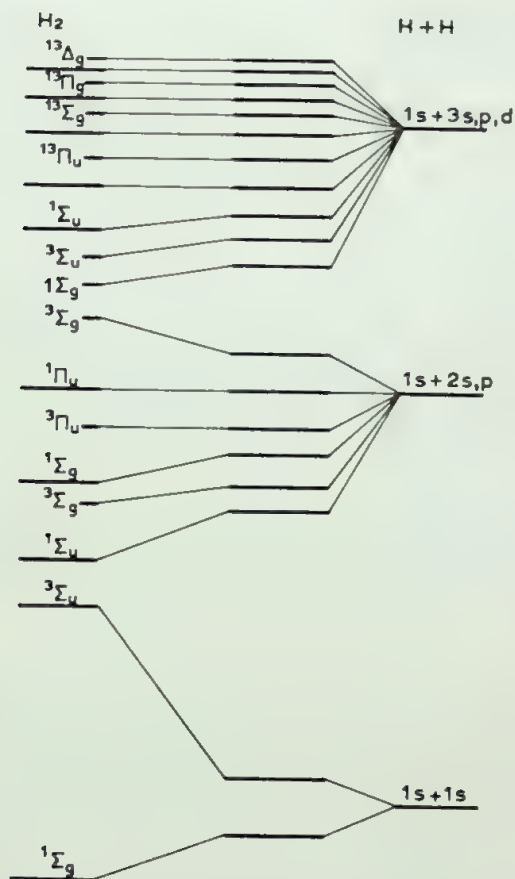 H₂ H + H
¹³Δg
¹³Πg
¹³Σg
1s + 3s,p,d
¹³Πu
¹Σu
³Σu
1Σg
³Σg
¹Πu
1s + 2s,p
³Πu
¹Σg
³Σg
¹Σu
³Σu
1s + 1s
¹Σg